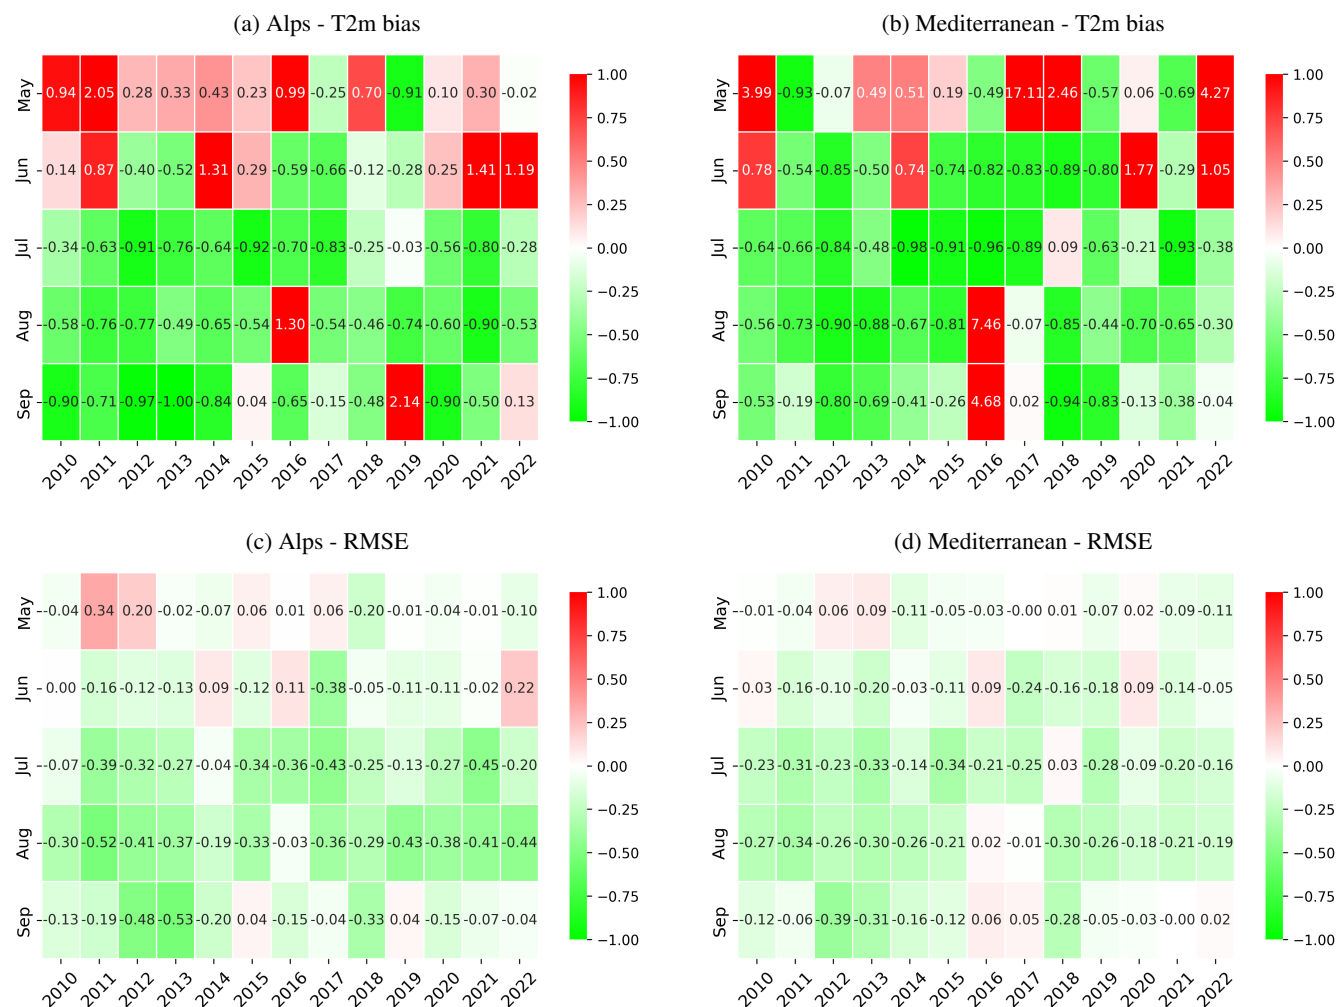 (a) Alps - T2m bias
May 0.94 2.05 0.28 0.33 0.43 0.23 0.99 -0.25 0.70 -0.91 0.10 0.30 -0.02
Jun 0.14 0.87 -0.40 -0.52 1.31 0.29 -0.59 -0.66 -0.12 -0.28 0.25 1.41 1.19
Jul -0.34 -0.63 -0.91 -0.76 -0.64 -0.92 -0.70 -0.83 -0.25 -0.03 -0.56 -0.80 -0.28
Aug -0.58 -0.76 -0.77 -0.49 -0.65 -0.54 1.30 -0.54 -0.46 -0.74 -0.60 -0.90 -0.53
Sep -0.90 -0.71 -0.97 -1.00 -0.84 0.04 -0.65 -0.15 -0.48 2.14 -0.90 -0.50 0.13
2010 2011 2012 2013 2014 2015 2016 2017 2018 2019 2020 2021 2022
1.00
0.75
0.50
0.25
0.00
−0.25
−0.50
−0.75
−1.00
(b) Mediterranean - T2m bias
May 3.99 -0.93 -0.07 0.49 0.51 0.19 -0.49 17.11 2.46 -0.57 0.06 -0.69 4.27
Jun 0.78 -0.54 -0.85 -0.50 0.74 -0.74 -0.82 -0.83 -0.89 -0.80 1.77 -0.29 1.05
Jul -0.64 -0.66 -0.84 -0.48 -0.98 -0.91 -0.96 -0.89 0.09 -0.63 -0.21 -0.93 -0.38
Aug -0.56 -0.73 -0.90 -0.88 -0.67 -0.81 7.46 -0.07 -0.85 -0.44 -0.70 -0.65 -0.30
Sep -0.53 -0.19 -0.80 -0.69 -0.41 -0.26 4.68 0.02 -0.94 -0.83 -0.13 -0.38 -0.04
2010 2011 2012 2013 2014 2015 2016 2017 2018 2019 2020 2021 2022
1.00
0.75
0.50
0.25
0.00
−0.25
−0.50
−0.75
−1.00
(c) Alps - RMSE
May -0.04 0.34 0.20 -0.02 -0.07 0.06 0.01 0.06 -0.20 -0.01 -0.04 -0.01 -0.10
Jun -0.00 -0.16 -0.12 -0.13 0.09 -0.12 0.11 -0.38 -0.05 -0.11 -0.11 -0.02 0.22
Jul -0.07 -0.39 -0.32 -0.27 -0.04 -0.34 -0.36 -0.43 -0.25 -0.13 -0.27 -0.45 -0.20
Aug -0.30 -0.52 -0.41 -0.37 -0.19 -0.33 -0.03 -0.36 -0.29 -0.43 -0.38 -0.41 -0.44
Sep -0.13 -0.19 -0.48 -0.53 -0.20 0.04 -0.15 -0.04 -0.33 0.04 -0.15 -0.07 -0.04
2010 2011 2012 2013 2014 2015 2016 2017 2018 2019 2020 2021 2022
1.00
0.75
0.50
0.25
0.00
−0.25
−0.50
−0.75
−1.00
(d) Mediterranean - RMSE
May -0.01 -0.04 0.06 0.09 -0.11 -0.05 -0.03 -0.00 0.01 -0.07 0.02 -0.09 -0.11
Jun 0.03 -0.16 -0.10 -0.20 -0.03 -0.11 0.09 -0.24 -0.16 -0.18 0.09 -0.14 -0.05
Jul -0.23 -0.31 -0.23 -0.33 -0.14 -0.34 -0.21 -0.25 0.03 -0.28 -0.09 -0.20 -0.16
Aug -0.27 -0.34 -0.26 -0.30 -0.26 -0.21 0.02 -0.01 -0.30 -0.26 -0.18 -0.21 -0.19
Sep -0.12 -0.06 -0.39 -0.31 -0.16 -0.12 0.06 0.05 -0.28 -0.05 -0.03 -0.00 0.02
2010 2011 2012 2013 2014 2015 2016 2017 2018 2019 2020 2021 2022
1.00
0.75
0.50
0.25
0.00
−0.25
−0.50
−0.75
−1.00